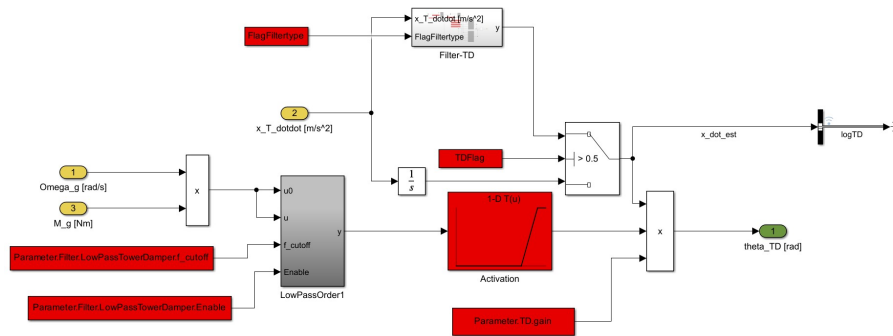 x_T_dotdot [m/s^2]
y
FlagFiltertype
FlagFiltertype
Filter-TD
2
x_T_dotdot [m/s^2]
x_dot_est
logTD
TDFlag
> 0.5
1
Omega_g [rad/s]
x
1
s
3
M_g [Nm]
u0
u
f_cutoff
Enable
y
LowPassOrder1
1-D T(u)
Activation
x
1
theta_TD [rad]
Parameter.Filter.LowPassTowerDamper.f_cutoff
Parameter.Filter.LowPassTowerDamper.Enable
Parameter.TD.gain